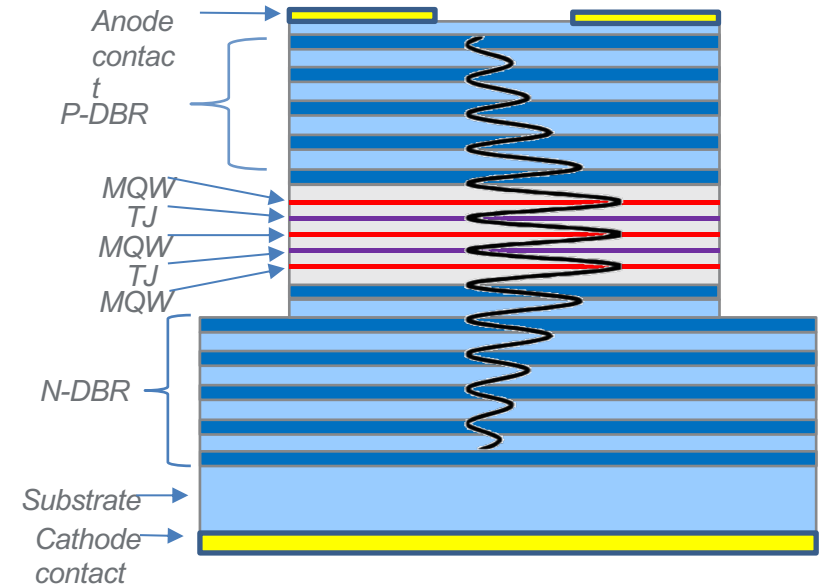 Anode
contac
t
P-DBR
MQW
TJ
MQW
TJ
MQW
N-DBR
Substrate
Cathode
contact